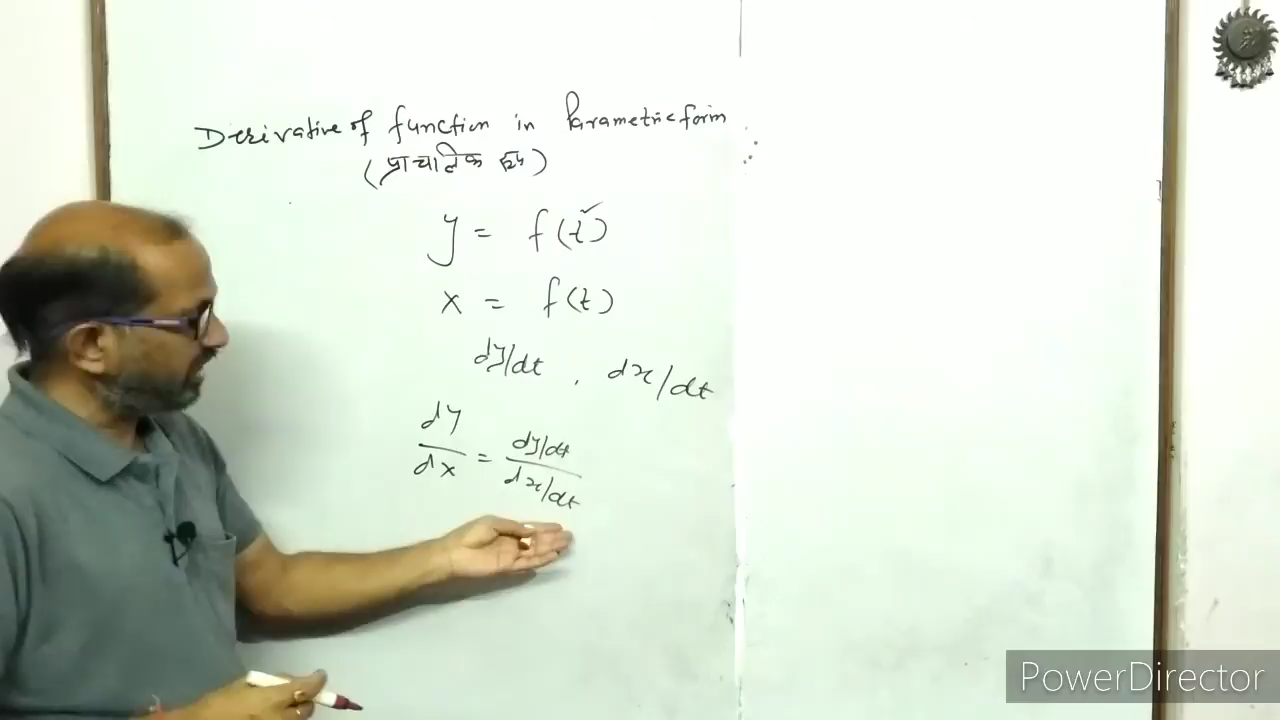 Derivative of function in Parametric form
(प्राचलिक रूप)
y = f(t)
x = f(t)
dy/dt , dx/dt
dy
dx = dy/dt
dx/dt
PowerDirector